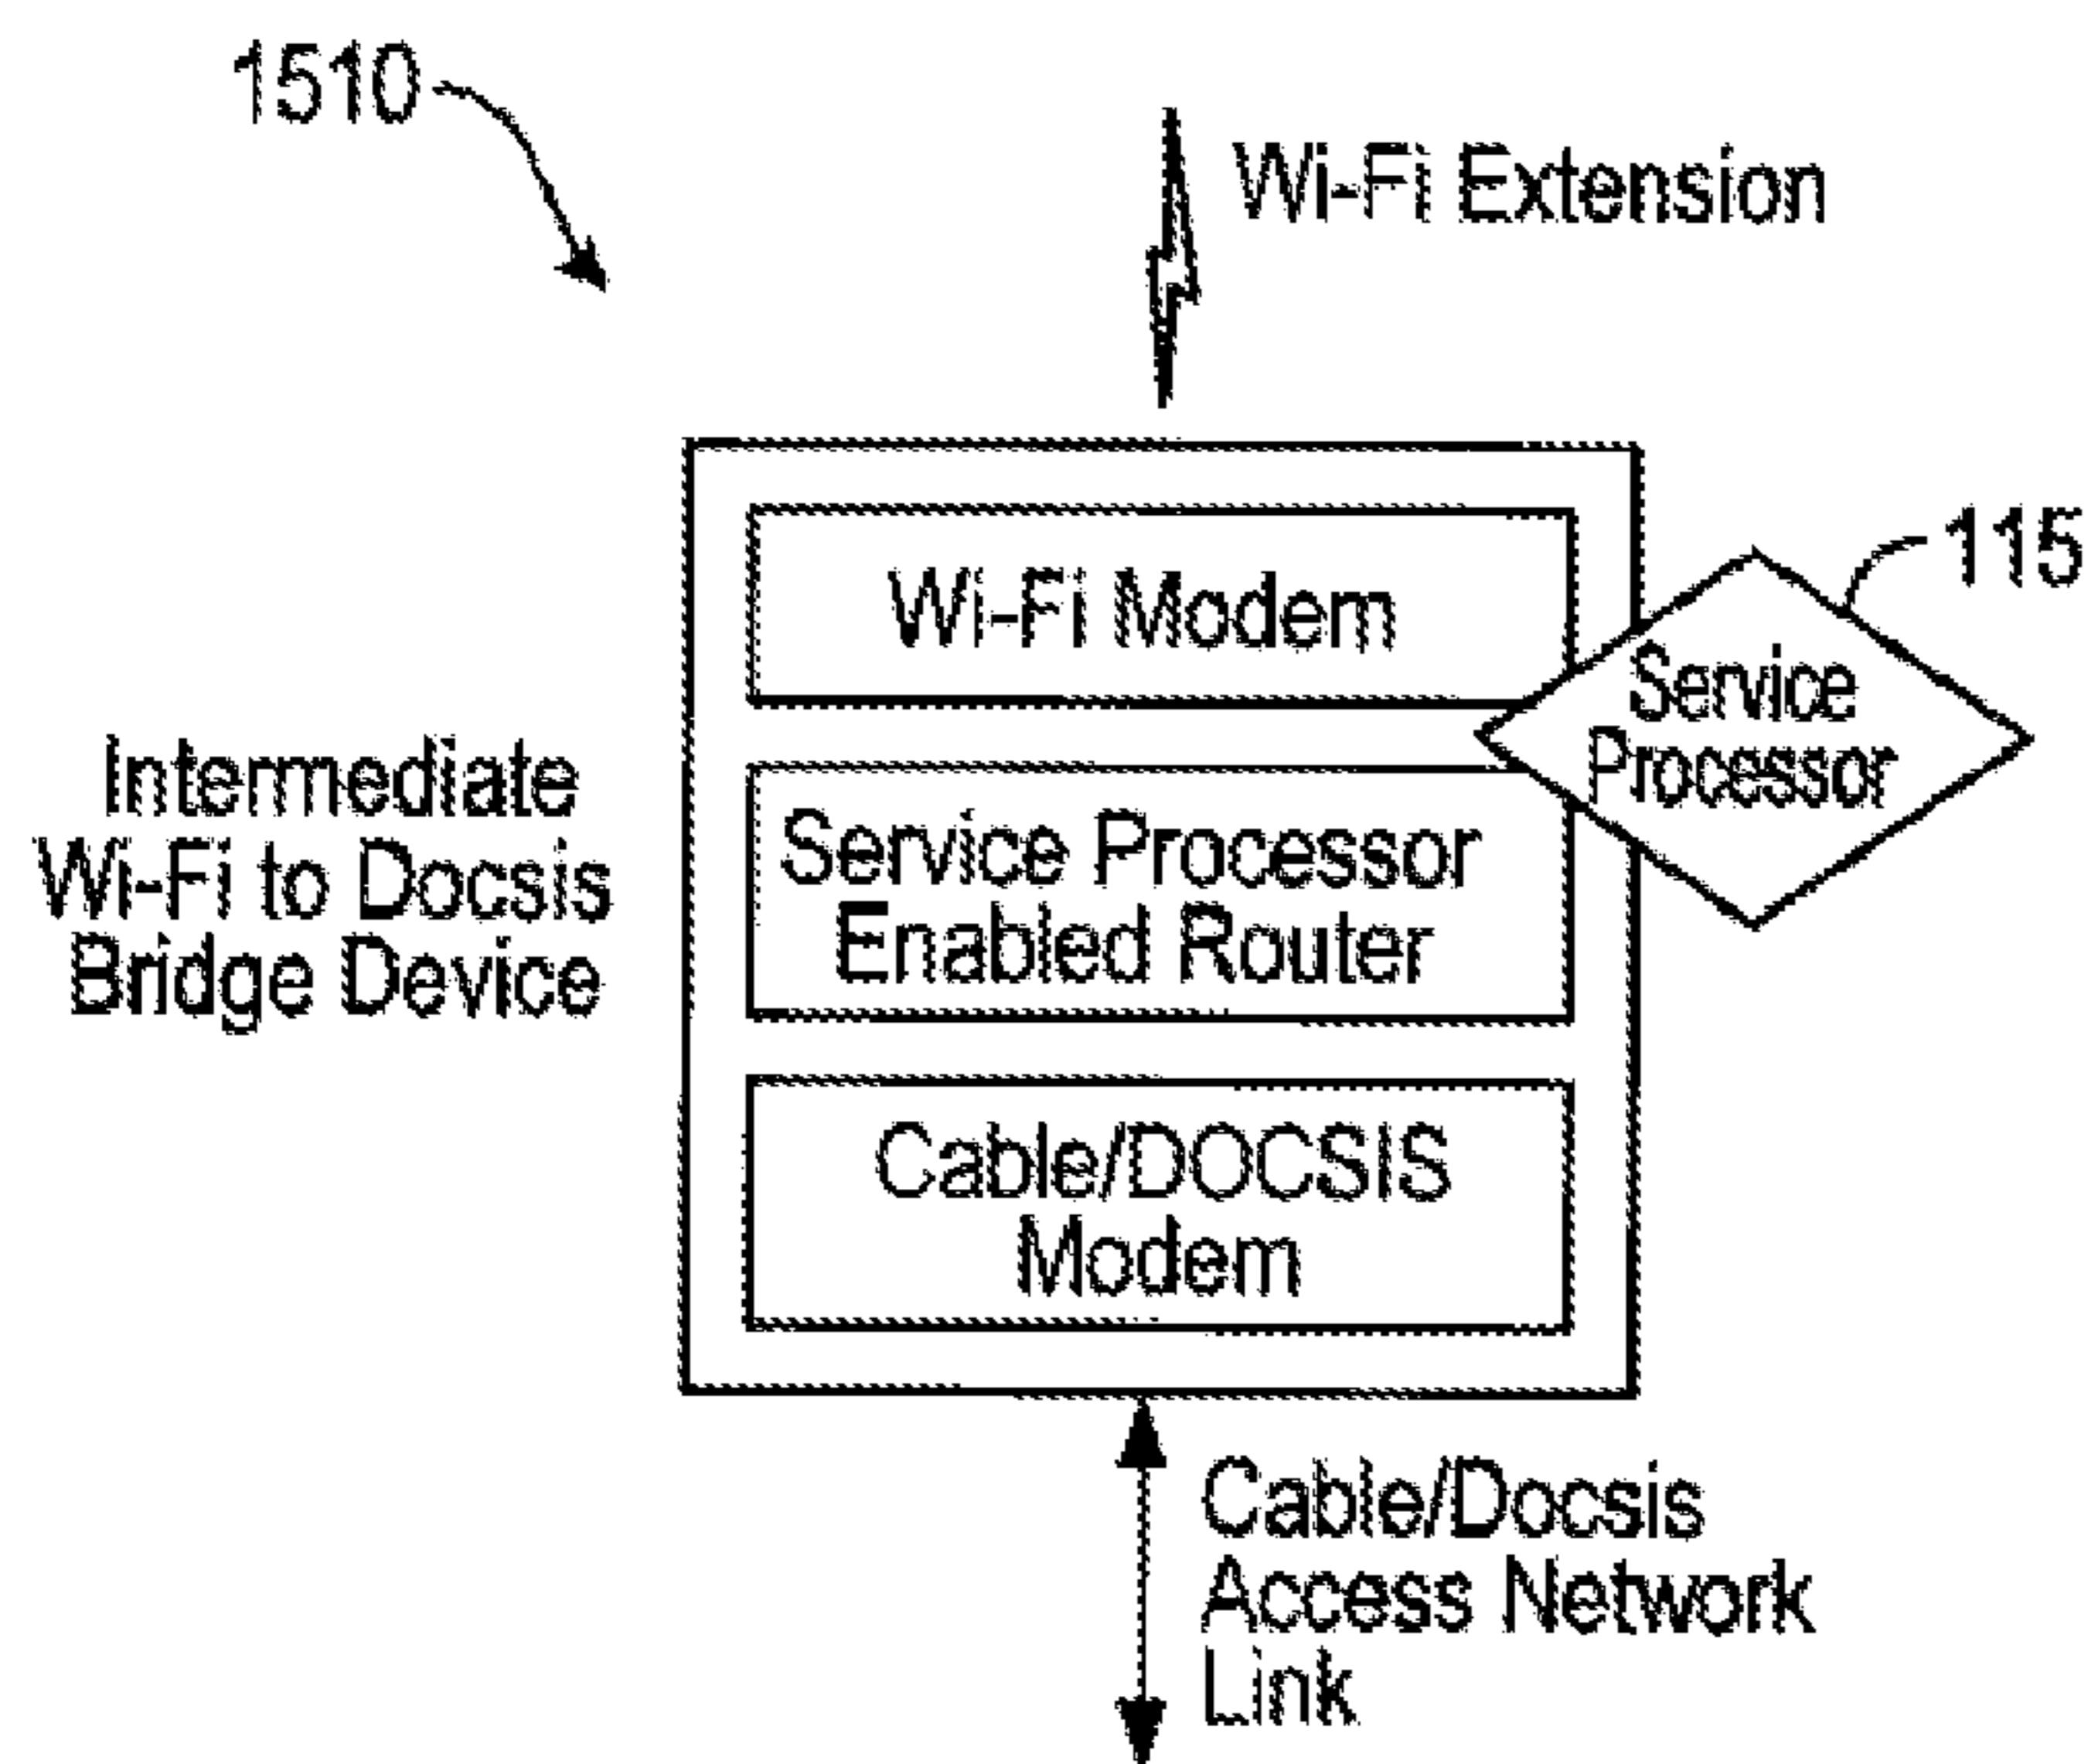 1510
Wi-Fi Extension
Wi-Fi Modem
115
Service
Processor
Intermediate
Wi-Fi to Docsis
Bridge Device
Service Processor
Enabled Router
Cable/DOCSIS
Modem
Cable/Docsis
Access Network
Link